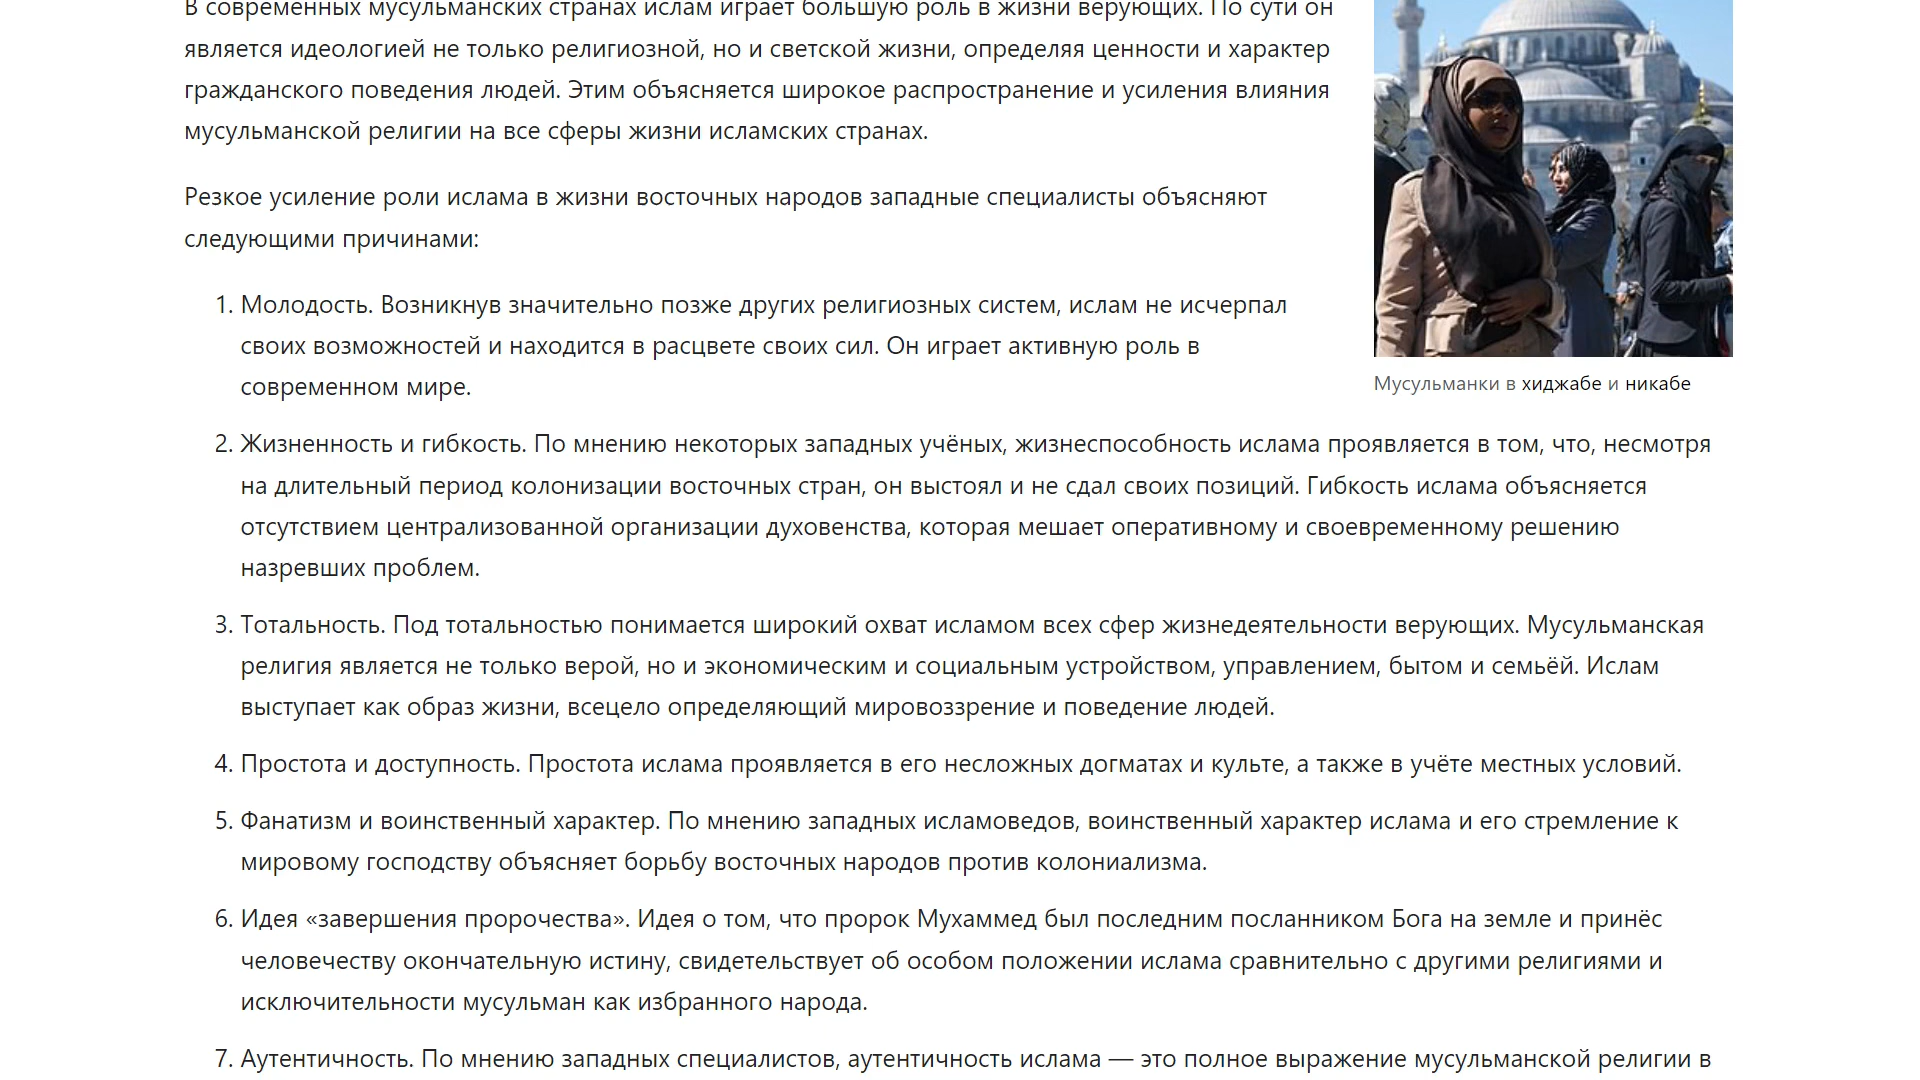 В современных мусульманских странах ислам играет большую роль в жизни верующих. По сути он
является идеологией не только религиозной, но и светской жизни, определяя ценности и характер
гражданского поведения людей. Этим объясняется широкое распространение и усиления влияния
мусульманской религии на все сферы жизни исламских странах.
Резкое усиление роли ислама в жизни восточных народов западные специалисты объясняют
следующими причинами:
1. Молодость. Возникнув значительно позже других религиозных систем, ислам не исчерпал
своих возможностей и находится в расцвете своих сил. Он играет активную роль в
современном мире.
Мусульманки в хиджабе и никабе
2. Жизненность и гибкость. По мнению некоторых западных учёных, жизнеспособность ислама проявляется в том, что, несмотря
на длительный период колонизации восточных стран, он выстоял и не сдал своих позиций. Гибкость ислама объясняется
отсутствием централизованной организации духовенства, которая мешает оперативному и своевременному решению
назревших проблем.
3. Тотальность. Под тотальностью понимается широкий охват исламом всех сфер жизнедеятельности верующих. Мусульманская
религия является не только верой, но и экономическим и социальным устройством, управлением, бытом и семьёй. Ислам
выступает как образ жизни, всецело определяющий мировоззрение и поведение людей.
4. Простота и доступность. Простота ислама проявляется в его несложных догматах и культе, а также в учёте местных условий.
5. Фанатизм и воинственный характер. По мнению западных исламоведов, воинственный характер ислама и его стремление к
мировому господству объясняет борьбу восточных народов против колониализма.
6. Идея «завершения пророчества». Идея о том, что пророк Мухаммед был последним посланником Бога на земле и принёс
человечеству окончательную истину, свидетельствует об особом положении ислама сравнительно с другими религиями и
исключительности мусульман как избранного народа.
7. Аутентичность. По мнению западных специалистов, аутентичность ислама — это полное выражение мусульманской религии в